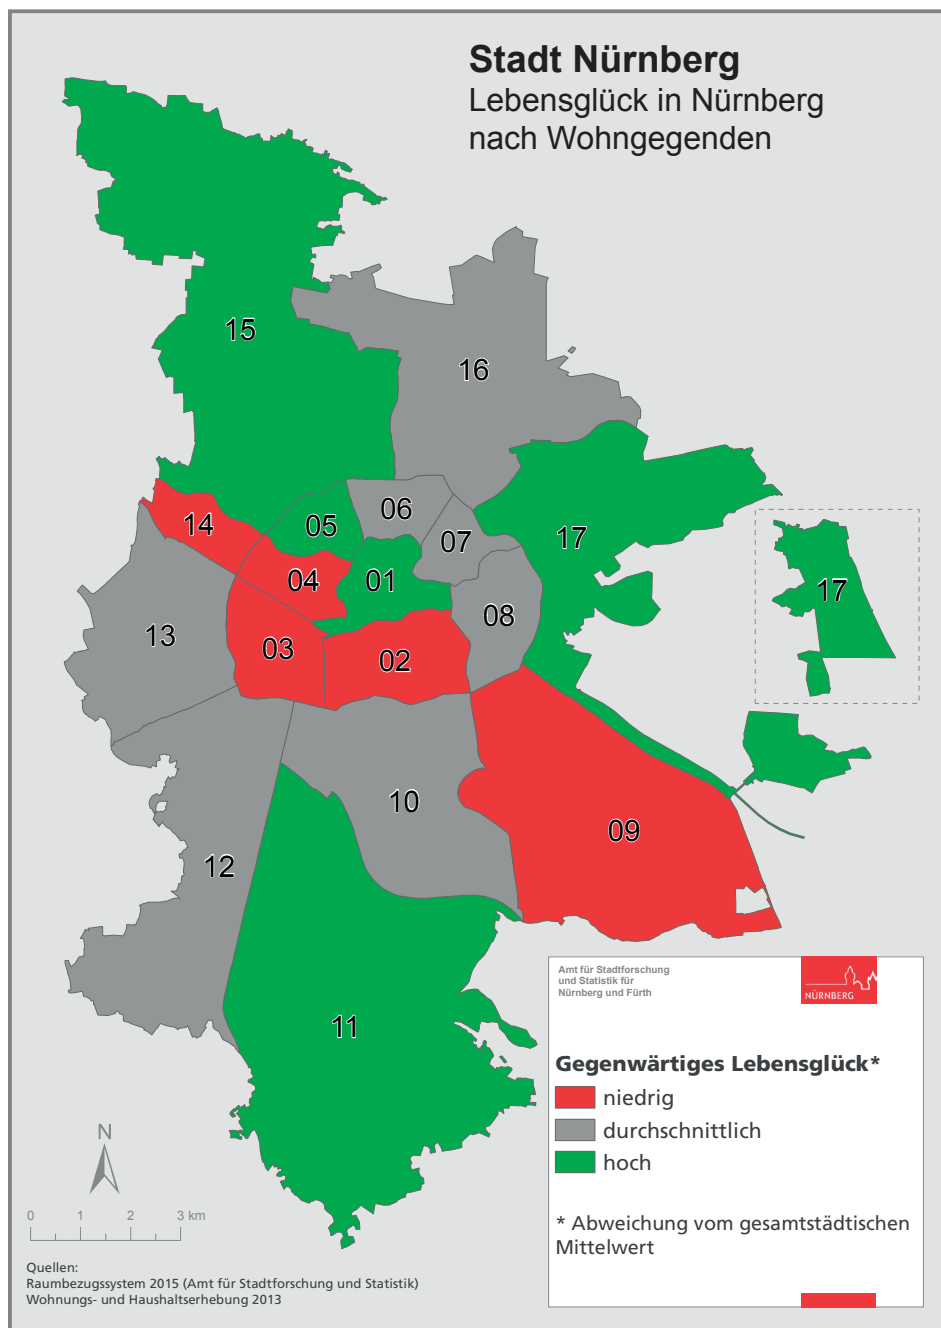 Stadt Nürnberg
Lebensglück in Nürnberg
nach Wohngegenden
15
16
14
05
06
07
17
04
01
08
17
13
03
02
10
09
12
11
Amt für Stadtforschung
und Statistik für
Nürnberg und Fürth
NÜRNBERG
Gegenwärtiges Lebensglück*
niedrig
durchschnittlich
hoch
* Abweichung vom gesamtstädtischen
Mittelwert
N
0 1 2 3 km
Quellen:
Raumbezugssystem 2015 (Amt für Stadtforschung und Statistik)
Wohnungs- und Haushaltserhebung 2013